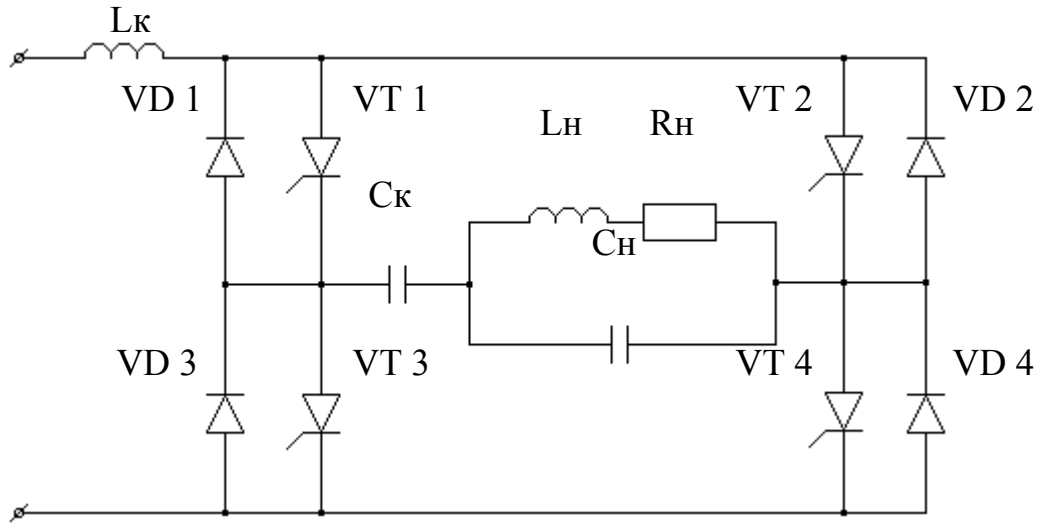 Lк
VD 1
VT 1
VT 2
VD 2
Lн
Rн
Cк
Cн
VD 3
VT 3
VT 4
VD 4